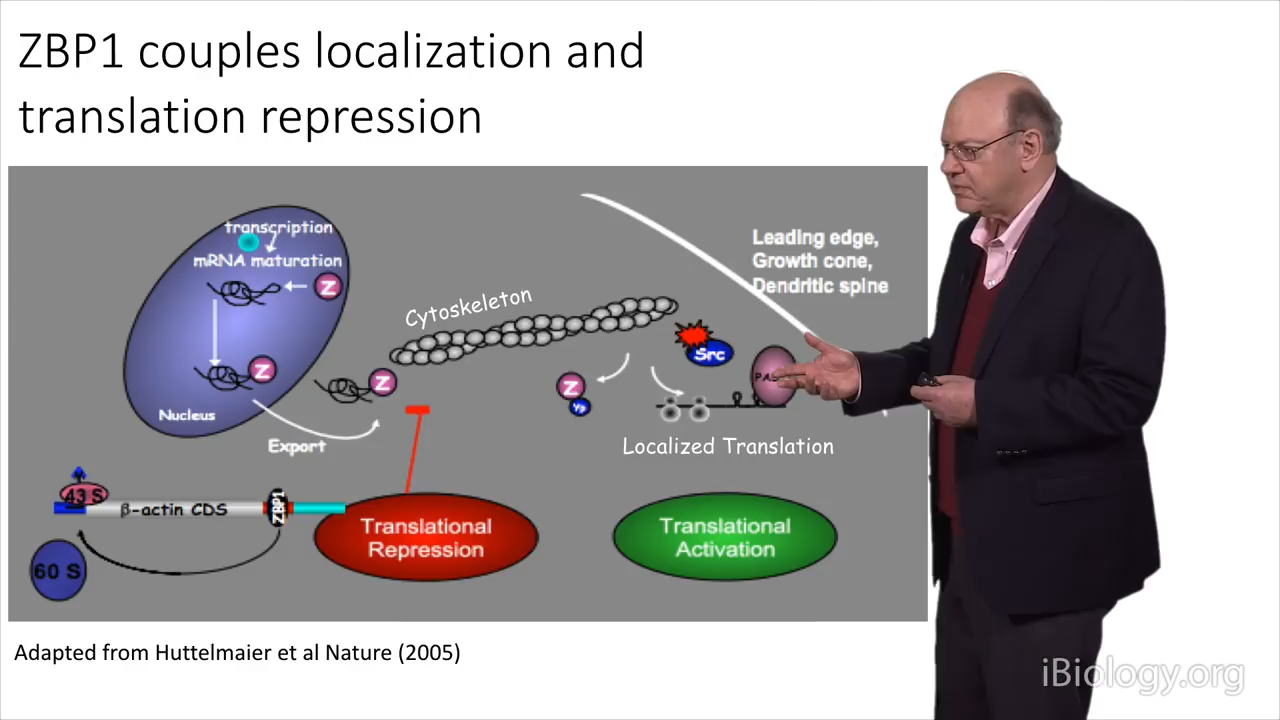 ZBP1 couples localization and
translation repression
transcription
mRNA maturation
Z
Z
Nucleus
Export
Z
Cytoskeleton
Leading edge,
Growth cone,
Dendritic spine
Src
Z
Yp
Localized Translation
43 S
β-actin CDS
ZBP1
60 S
Translational
Repression
Translational
Activation
Adapted from Huttelmaier et al Nature (2005)
iBiology.org